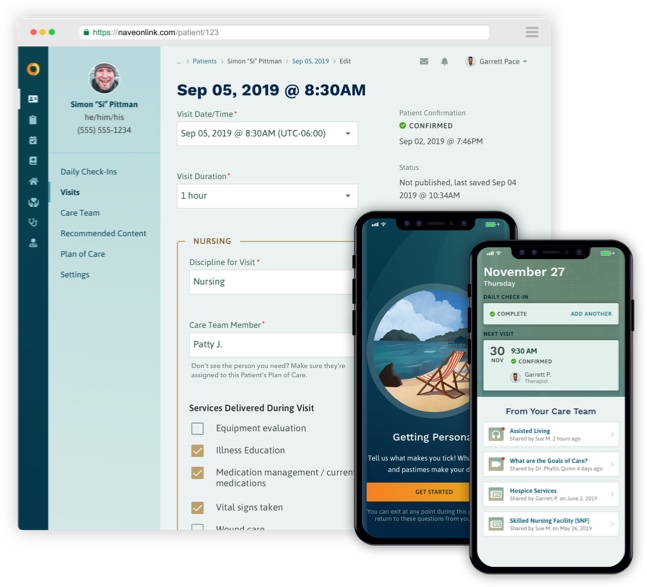 https://naveonlink.com/patient/123
... › Patients › Simon "Si" Pittman › Sep 05, 2019 › Edit
Garrett Pace
Simon "Si" Pittman
he/him/his
(555) 555-1234
Daily Check-Ins
Visits
Care Team
Recommended Content
Plan of Care
Settings
Sep 05, 2019 @ 8:30AM
Visit Date/Time*
Sep 05, 2019 @ 8:30AM (UTC-06:00)
Visit Duration*
1 hour
Patient Confirmation
CONFIRMED
Sep 02, 2019 @ 7:46PM
Status
Not published, last saved Sep 04
2019 @ 10:34AM
NURSING
Discipline for Visit *
Nursing
Care Team Member*
Patty J.
Don't see the person you need? Make sure they're
assigned to this Patient's Plan of Care.
Services Delivered During Visit
Equipment evaluation
Illness Education
Medication management / current
medications
Vital signs taken
Wound care
Getting Persona
Tell us what makes you tick!
and pastimes make your d
GET STARTED
You can exit at any point during this
return to these questions from you
November 27
Thursday
DAILY CHECK-IN
COMPLETE
ADD ANOTHER
NEXT VISIT
30
NOV
9:30 AM
CONFIRMED
Garrett P.
Therapist
From Your Care Team
Assisted Living
Shared by Sue M. 2 hours ago
What are the Goals of Care?
Shared by Dr. Phyllis Quinn 4 days ago
Hospice Services
Shared by Garrett P. on June 2, 2019
Skilled Nursing Facility (SNF)
Shared by Sue M. on May 26, 2019